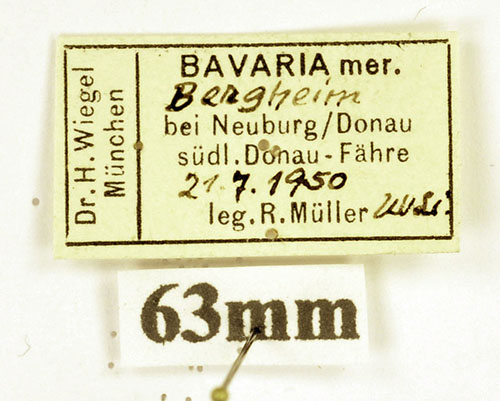 Dr. H. Wiegel
München
BAVARIA mer.
Bergheim
bei Neuburg/Donau
südl. Donau-Fähre
21.7.1950
leg. R. Müller
63mm